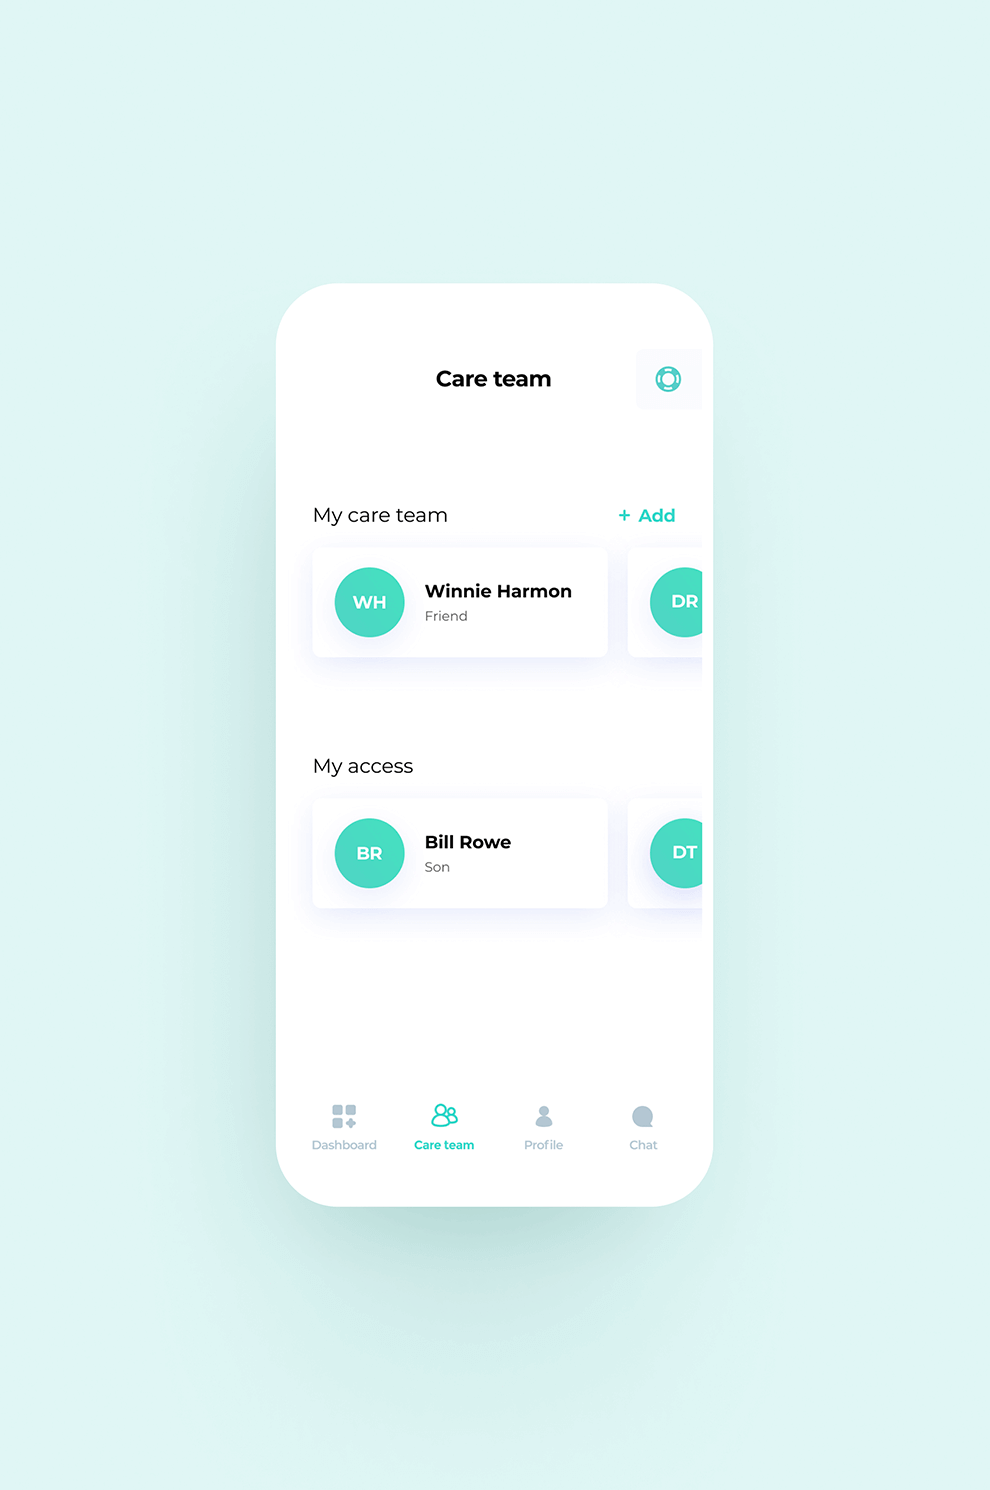 Care team
My care team
+ Add
WH
Winnie Harmon
Friend
DR
My access
BR
Bill Rowe
Son
DT
Dashboard
Care team
Profile
Chat